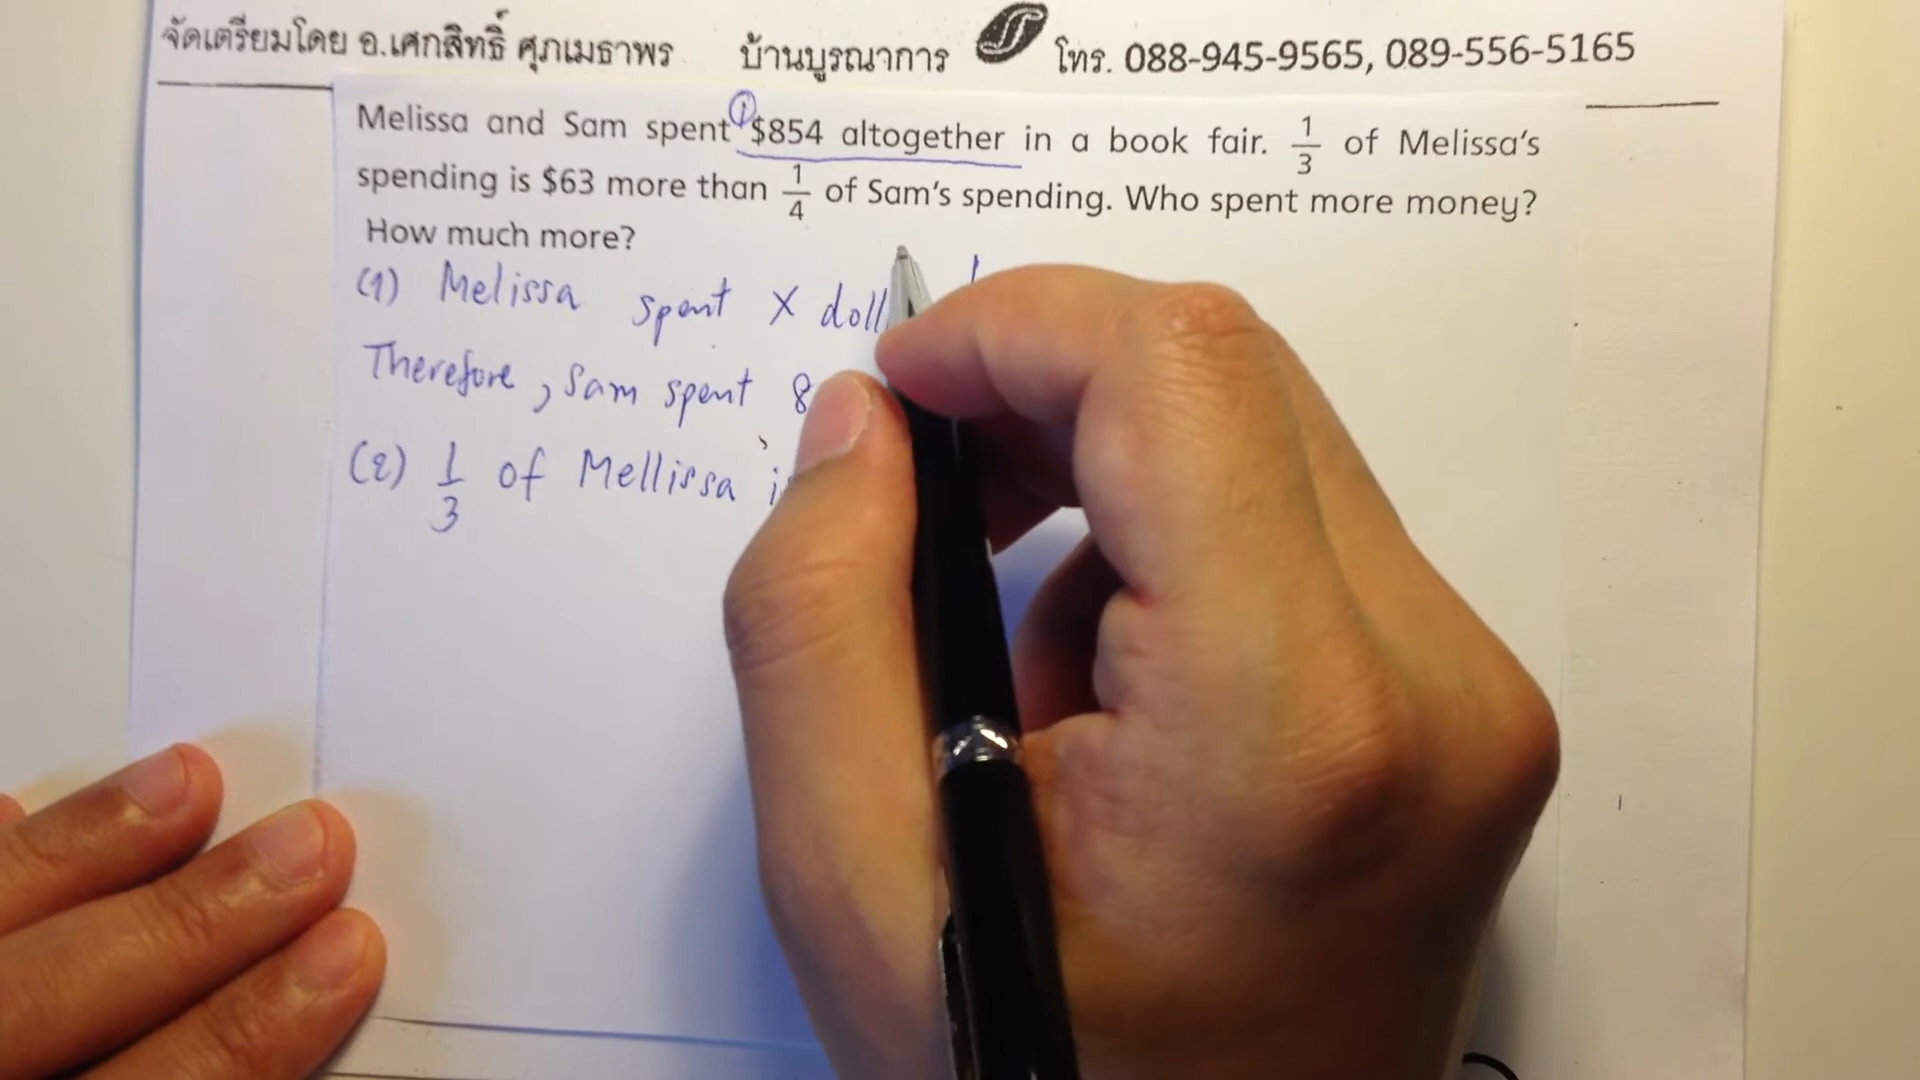 จัดเตรียมโดย อ.เศกสิทธิ์ ศุภเมธาพร บ้านบูรณาการ โทร. 088-945-9565, 089-556-5165
Melissa and Sam spent ① $854 altogether in a book fair. 1/3 of Melissa's
spending is $63 more than 1/4 of Sam's spending. Who spent more money?
How much more?
(1) Melissa spent x doll
Therefore, Sam spent 8
(2) 1/3 of Mellissa